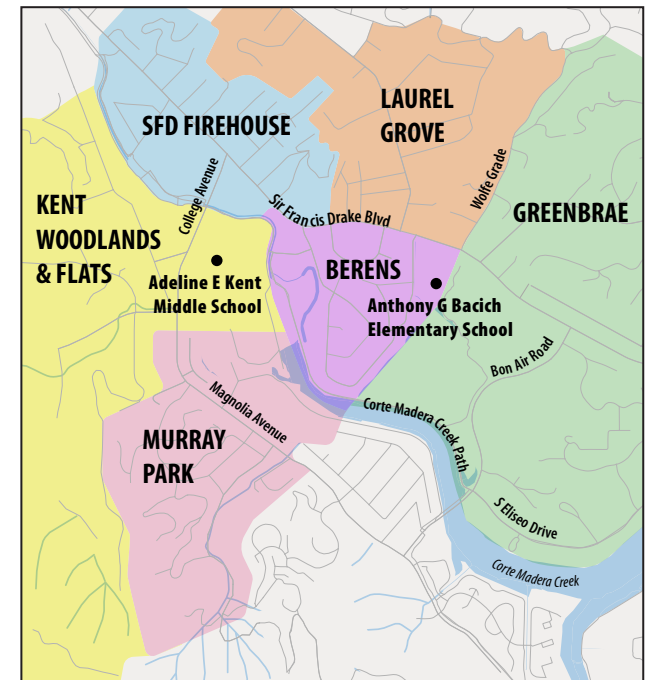 LAUREL
GROVE
SFD FIREHOUSE
Wolfe Grade
College Avenue
KENT
WOODLANDS
& FLATS
Sir Francis Drake Blvd
GREENBRAE
Adeline E Kent
Middle School
BERENS
Anthony G Bacich
Elementary School
Bon Air Road
Magnolia Avenue
Corte Madera Creek Path
MURRAY
PARK
S Eliseo Drive
Corte Madera Creek